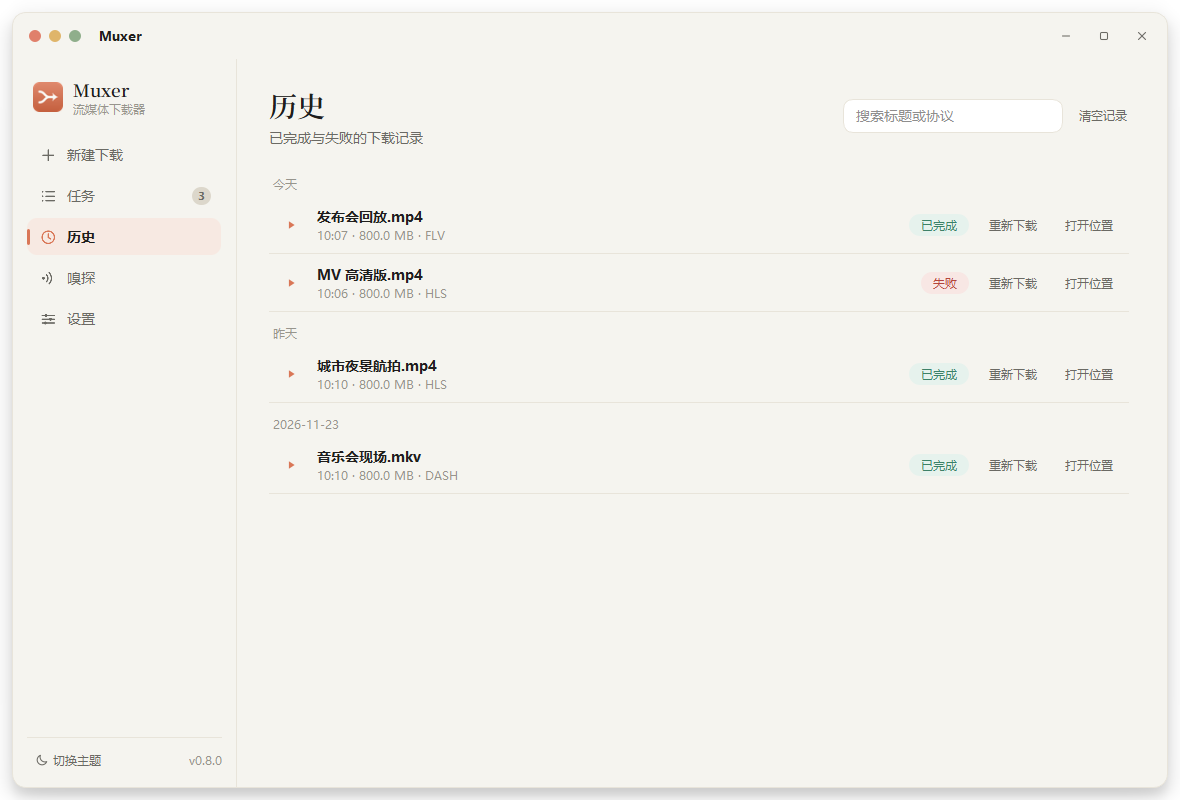 Muxer
Muxer
流媒体下载器
新建下载
任务 3
历史
嗅探
设置
切换主题 v0.8.0
历史
已完成与失败的下载记录
搜索标题或协议
清空记录
今天
发布会回放.mp4
10:07 · 800.0 MB · FLV
已完成 重新下载 打开位置
MV 高清版.mp4
10:06 · 800.0 MB · HLS
失败 重新下载 打开位置
昨天
城市夜景航拍.mp4
10:10 · 800.0 MB · HLS
已完成 重新下载 打开位置
2026-11-23
音乐会现场.mkv
10:10 · 800.0 MB · DASH
已完成 重新下载 打开位置